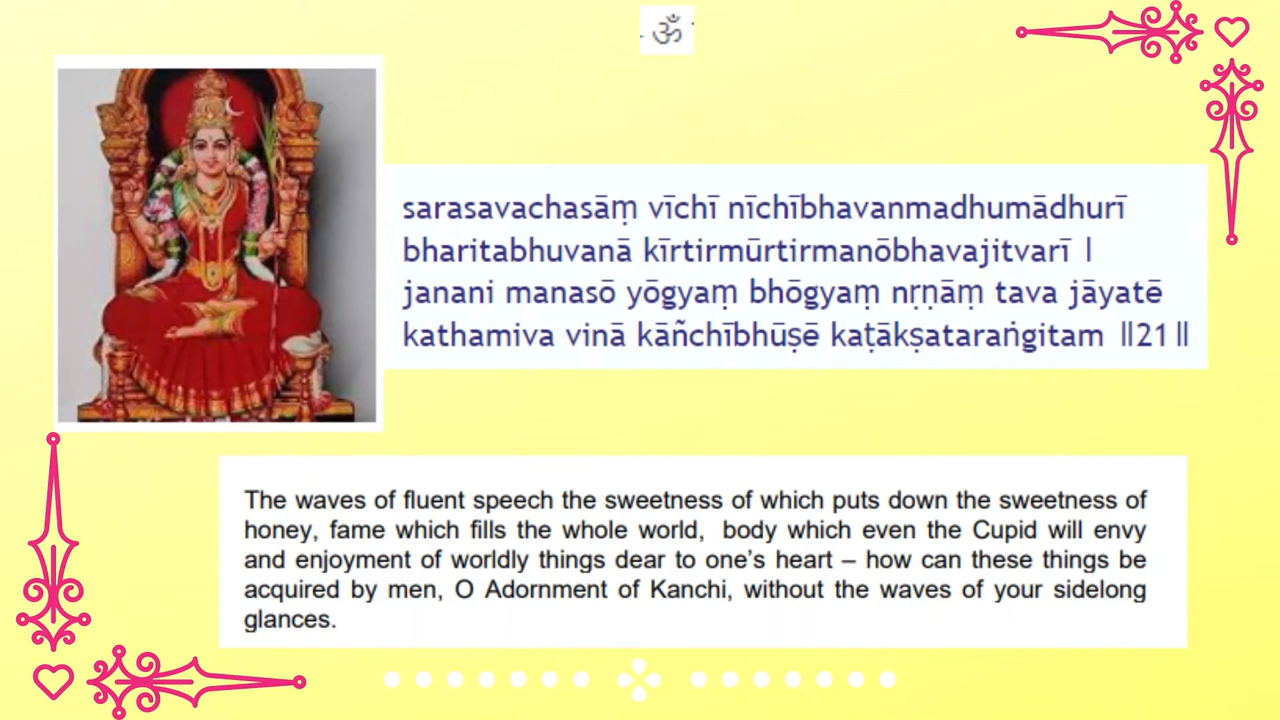 ॐ
sarasavachasāṃ vīchī nīchībhavanmadhumādhurī
bharitabhuvanā kīrtirmūrtirmanōbhavajitvarī |
janani manasō yōgyaṃ bhōgyaṃ nṛṇāṃ tava jāyatē
kathamiva vinā kāñchībhūṣē kaṭākṣataraṅgitam ‖21‖
The waves of fluent speech the sweetness of which puts down the sweetness of
honey, fame which fills the whole world, body which even the Cupid will envy
and enjoyment of worldly things dear to one’s heart – how can these things be
acquired by men, O Adornment of Kanchi, without the waves of your sidelong
glances.